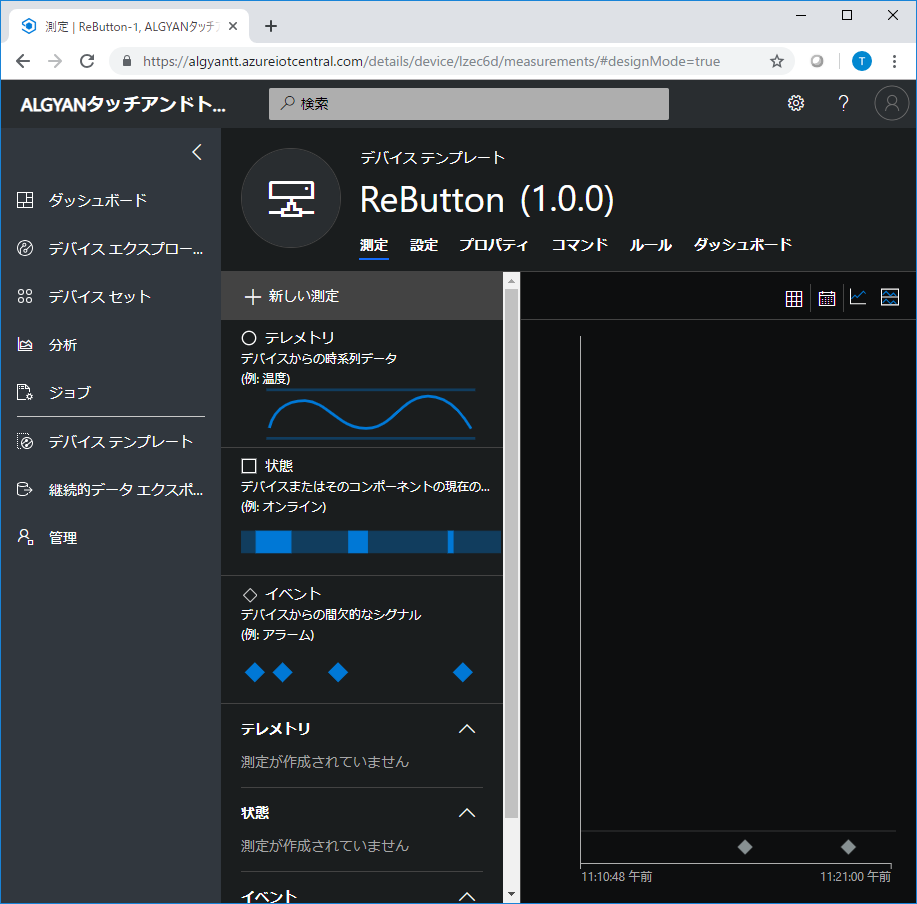 測定 | ReButton-1, ALGYANタッチ
https://algyantt.azureiotcentral.com/details/device/lzec6d/measurements/#designMode=true
T
ALGYANタッチアンドト...
検索
?
デバイス テンプレート
ReButton (1.0.0)
測定 設定 プロパティ コマンド ルール ダッシュボード
ダッシュボード
デバイス エクスプロー...
デバイス セット
分析
ジョブ
デバイス テンプレート
継続的データ エクスポ...
管理
新しい測定
テレメトリ
デバイスからの時系列データ
(例: 温度)
状態
デバイスまたはそのコンポーネントの現在の...
(例: オンライン)
イベント
デバイスからの間欠的なシグナル
(例: アラーム)
テレメトリ
測定が作成されていません
状態
測定が作成されていません
イベント
11:10:48 午前
11:21:00 午前